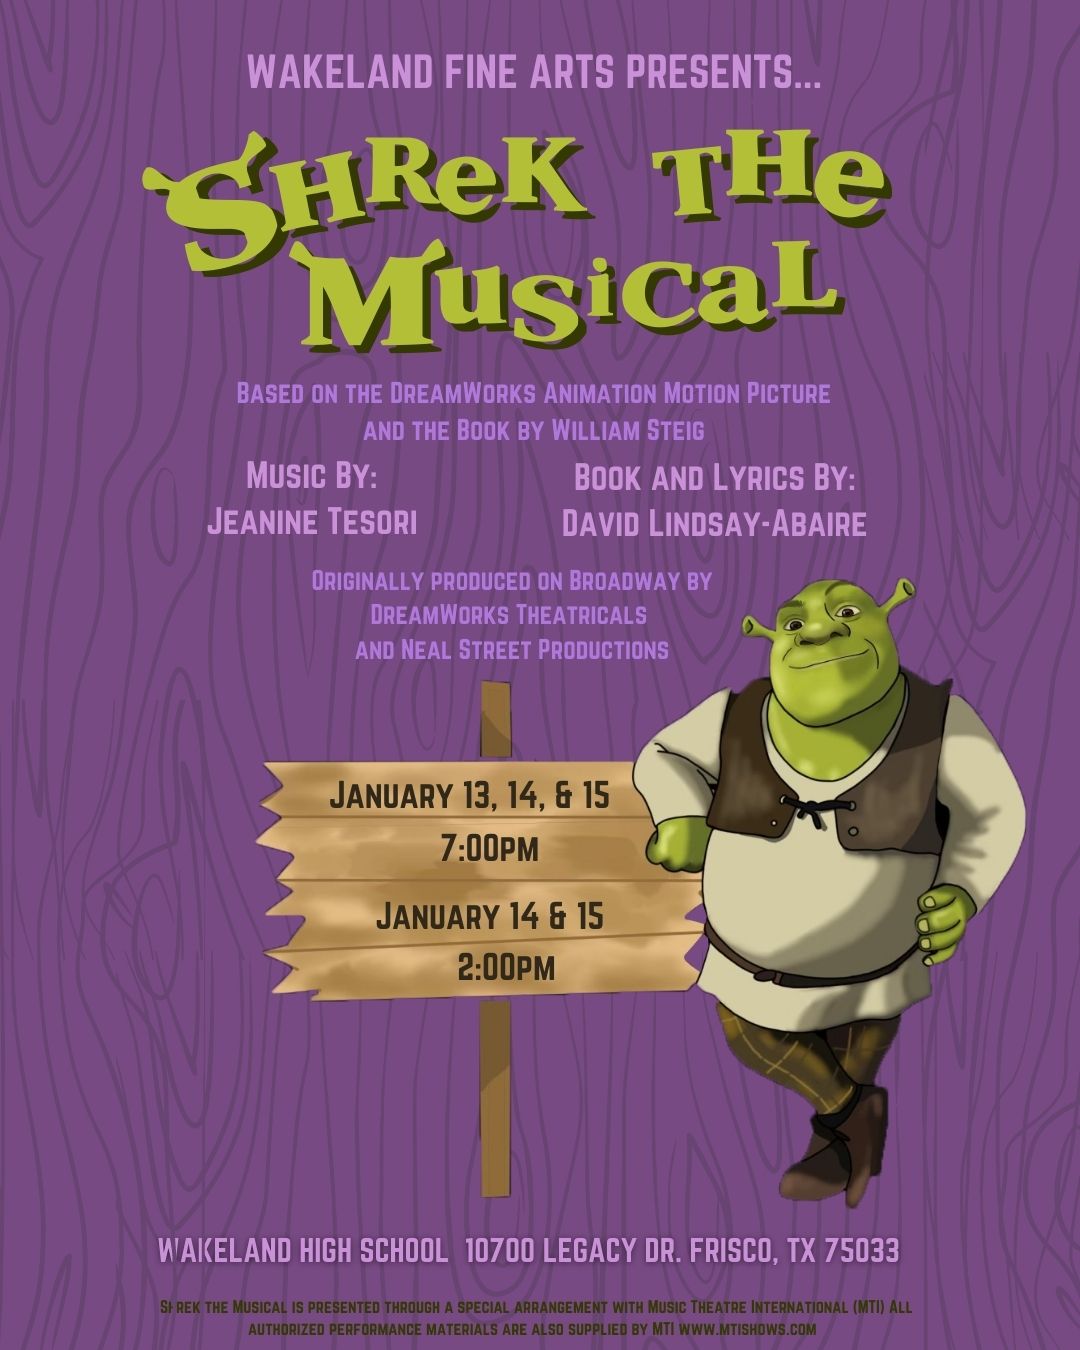 Wakeland Fine Arts Presents...
Shrek The
Musical
Based on the DreamWorks Animation Motion Picture
and the Book by William Steig
Music By:
Jeanine Tesori
Book and Lyrics By:
David Lindsay-Abaire
Originally produced on Broadway by
DreamWorks Theatricals
and Neal Street Productions
January 13, 14, & 15
7:00pm
January 14 & 15
2:00pm
Wakeland High School 10700 Legacy Dr. Frisco, TX 75033
Shrek the Musical is presented through a special arrangement with Music Theatre International (MTI) All
authorized performance materials are also supplied by MTI www.mtishows.com